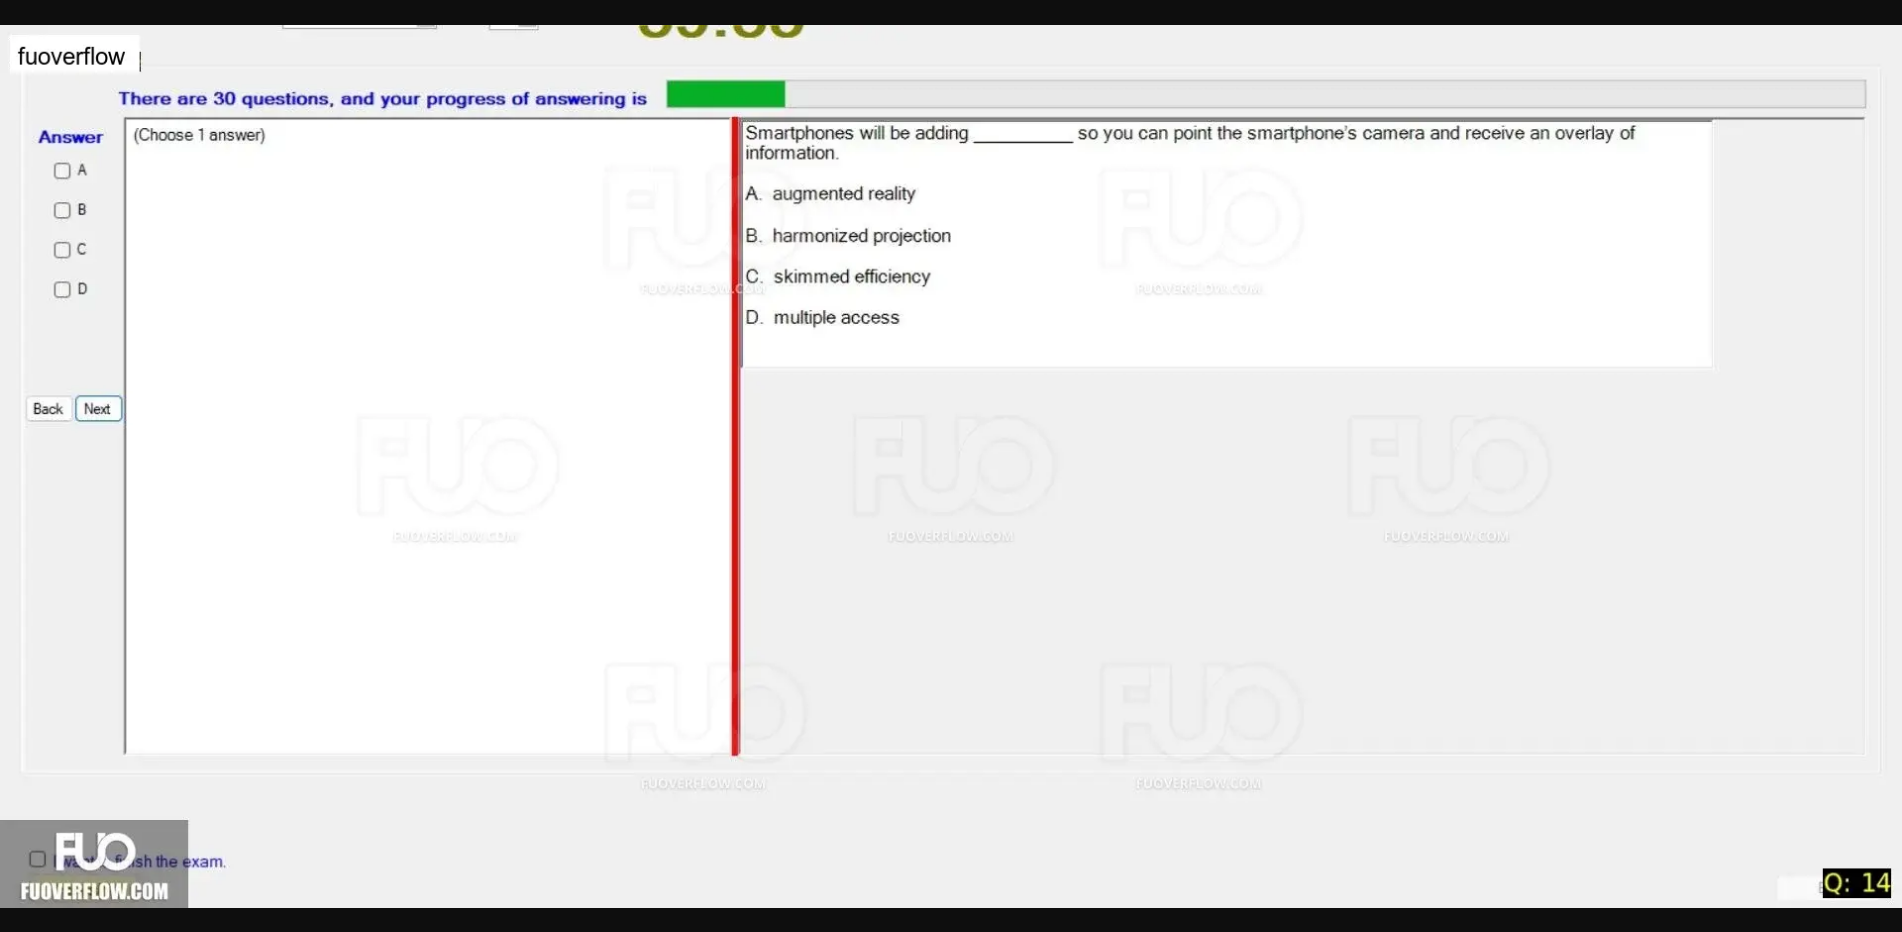 fuoverflow
There are 30 questions, and your progress of answering is
Answer
(Choose 1 answer)
A
B
C
D
Back Next
Smartphones will be adding __________ so you can point the smartphone's camera and receive an overlay of
information.
A. augmented reality
B. harmonized projection
C. skimmed efficiency
D. multiple access
FUO
FUOVERFLOW.COM
FUO
FUOVERFLOW.COM
FUO
FUOVERFLOW.COM
FUO
FUOVERFLOW.COM
FUO
FUOVERFLOW.COM
FUO
FUOVERFLOW.COM
FUO
FUOVERFLOW.COM
the exam.
FUO
FUOVERFLOW.COM
Q: 14